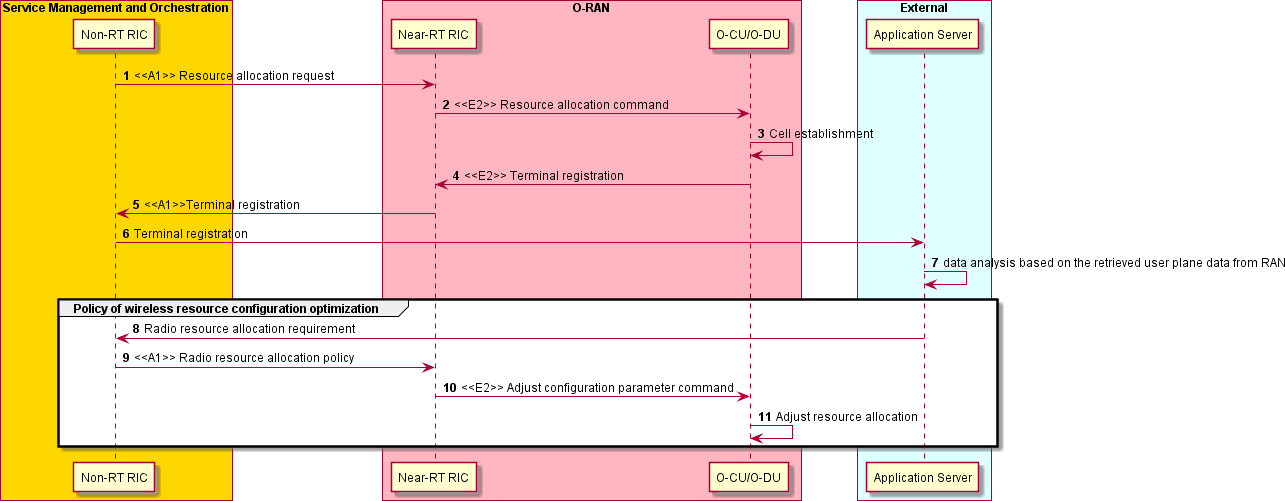 Service Management and Orchestration
O-RAN
External
Non-RT RIC
Near-RT RIC
O-CU/O-DU
Application Server
1 <<A1>> Resource allocation request
2 <<E2>> Resource allocation command
3 Cell establishment
4 <<E2>> Terminal registration
5 <<A1>>Terminal registration
6 Terminal registration
7 data analysis based on the retrieved user plane data from RAN
Policy of wireless resource configuration optimization
8 Radio resource allocation requirement
9 <<A1>> Radio resource allocation policy
10 <<E2>> Adjust configuration parameter command
11 Adjust resource allocation
Non-RT RIC
Near-RT RIC
O-CU/O-DU
Application Server